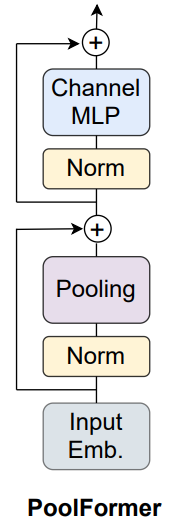 +
Channel
MLP
Norm
+
Pooling
Norm
Input
Emb.
PoolFormer